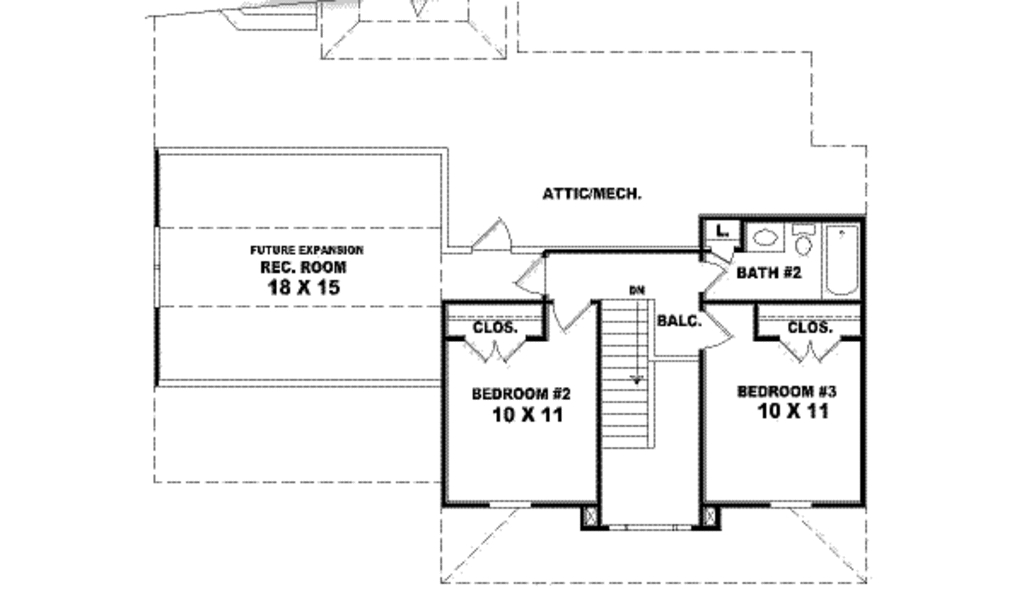 ATTIC/MECH.
L.
FUTURE EXPANSION
REC. ROOM
18 X 15
BATH #2
DN
BALC.
CLOS.
CLOS.
BEDROOM #2
10 X 11
BEDROOM #3
10 X 11